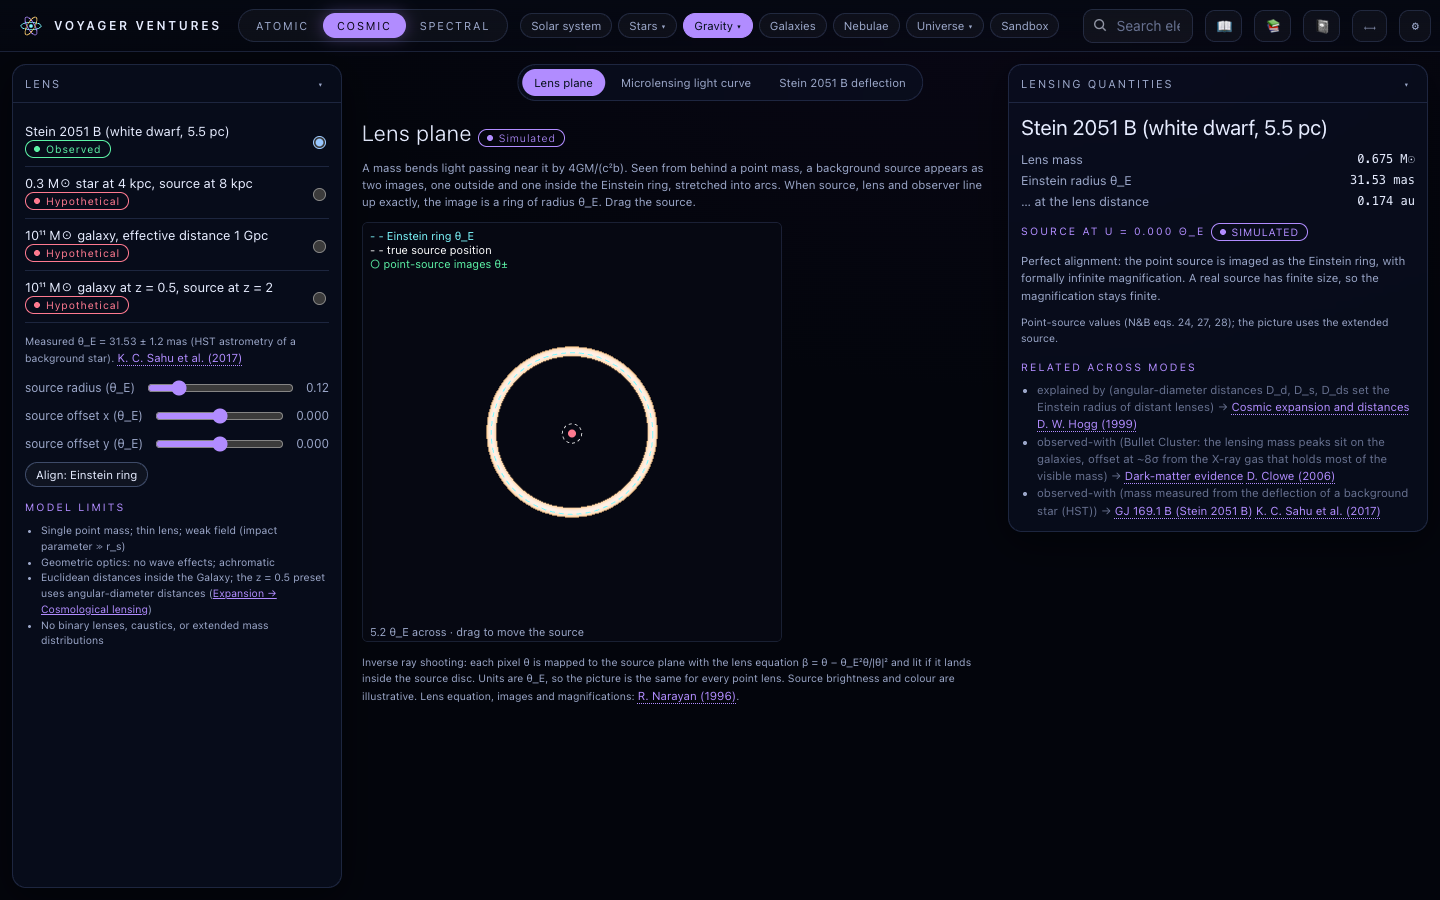 VOYAGER VENTURES
ATOMIC COSMIC SPECTRAL
Solar system Stars ▾ Gravity ▾ Galaxies Nebulae Universe ▾ Sandbox
Search ele
LENS ▾
Stein 2051 B (white dwarf, 5.5 pc)
● Observed
0.3 M☉ star at 4 kpc, source at 8 kpc
● Hypothetical
10¹¹ M☉ galaxy, effective distance 1 Gpc
● Hypothetical
10¹¹ M☉ galaxy at z = 0.5, source at z = 2
● Hypothetical
Measured θ_E = 31.53 ± 1.2 mas (HST astrometry of a
background star). K. C. Sahu et al. (2017)
source radius (θ_E) 0.12
source offset x (θ_E) 0.000
source offset y (θ_E) 0.000
Align: Einstein ring
MODEL LIMITS
• Single point mass; thin lens; weak field (impact
parameter ≫ r_s)
• Geometric optics: no wave effects; achromatic
• Euclidean distances inside the Galaxy; the z = 0.5 preset
uses angular-diameter distances (Expansion →
Cosmological lensing)
• No binary lenses, caustics, or extended mass
distributions
Lens plane Microlensing light curve Stein 2051 B deflection
Lens plane ● Simulated
A mass bends light passing near it by 4GM/(c²b). Seen from behind a point mass, a background source appears as
two images, one outside and one inside the Einstein ring, stretched into arcs. When source, lens and observer line
up exactly, the image is a ring of radius θ_E. Drag the source.
- - Einstein ring θ_E
- - true source position
○ point-source images θ±
5.2 θ_E across · drag to move the source
Inverse ray shooting: each pixel θ is mapped to the source plane with the lens equation β = θ − θ_E²θ/|θ|² and lit if it lands
inside the source disc. Units are θ_E, so the picture is the same for every point lens. Source brightness and colour are
illustrative. Lens equation, images and magnifications: R. Narayan (1996).
LENSING QUANTITIES ▾
Stein 2051 B (white dwarf, 5.5 pc)
Lens mass 0.675 M☉
Einstein radius θ_E 31.53 mas
… at the lens distance 0.174 au
SOURCE AT U = 0.000 Θ_E ● SIMULATED
Perfect alignment: the point source is imaged as the Einstein ring, with
formally infinite magnification. A real source has finite size, so the
magnification stays finite.
Point-source values (N&B eqs. 24, 27, 28); the picture uses the extended
source.
RELATED ACROSS MODES
• explained by (angular-diameter distances D_d, D_s, D_ds set the
Einstein radius of distant lenses) → Cosmic expansion and distances
D. W. Hogg (1999)
• observed-with (Bullet Cluster: the lensing mass peaks sit on the
galaxies, offset at ~8σ from the X-ray gas that holds most of the
visible mass) → Dark-matter evidence D. Clowe (2006)
• observed-with (mass measured from the deflection of a background
star (HST)) → GJ 169.1 B (Stein 2051 B) K. C. Sahu et al. (2017)